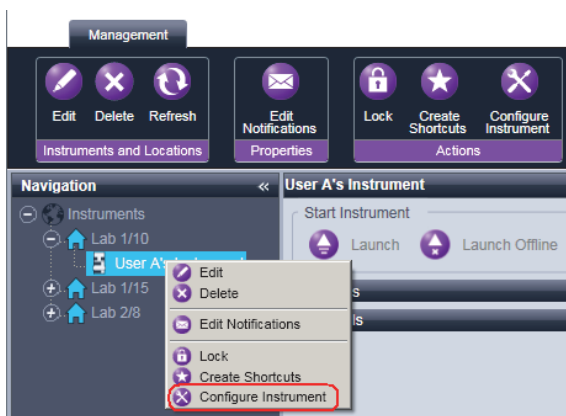 Management
Edit Delete Refresh Edit Notifications Lock Create Shortcuts Configure Instrument
Instruments and Locations Properties Actions
Navigation «
User A's Instrument
Instruments
Start Instrument
Lab 1/10
Launch Launch Offline
User A's
Lab 1/15
Lab 2/8
Edit
Delete
Edit Notifications
Lock
Create Shortcuts
Configure Instrument